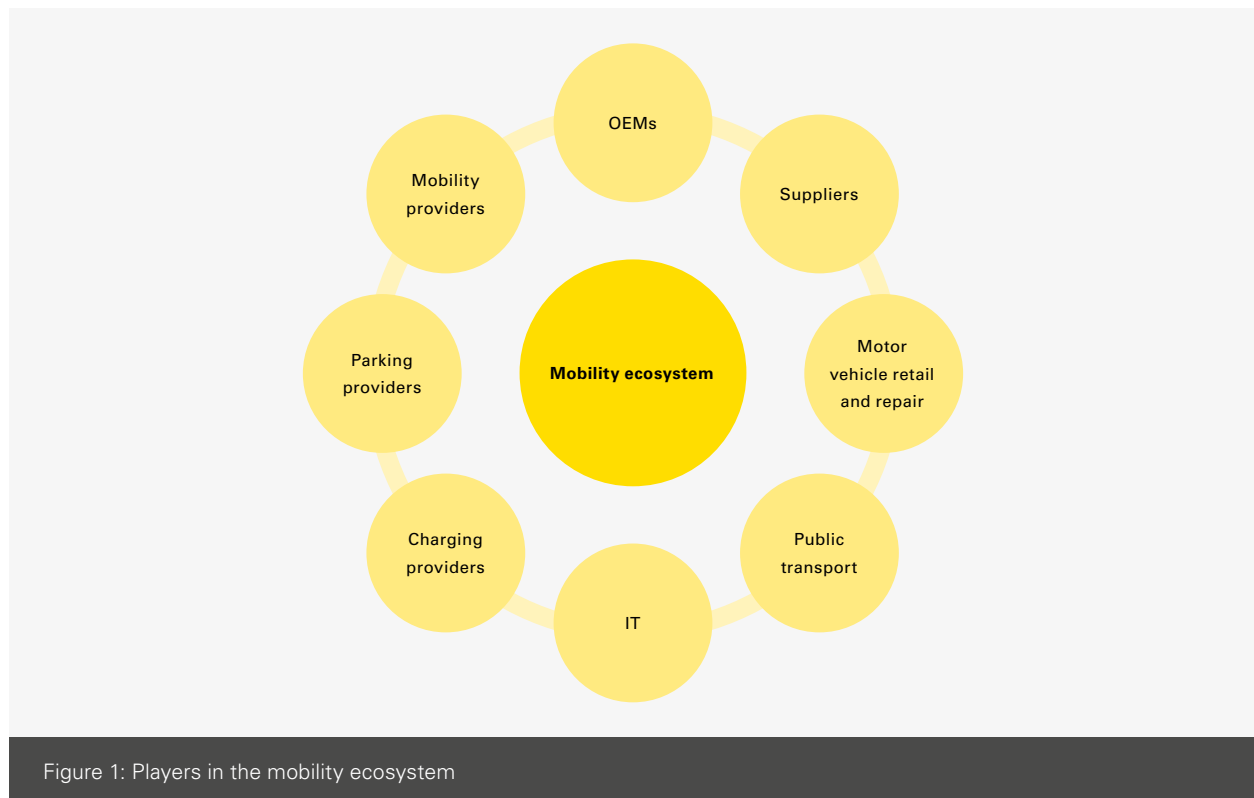 OEMs
Mobility
providers
Suppliers
Parking
providers
Mobility ecosystem
Motor
vehicle retail
and repair
Charging
providers
Public
transport
IT
Figure 1: Players in the mobility ecosystem